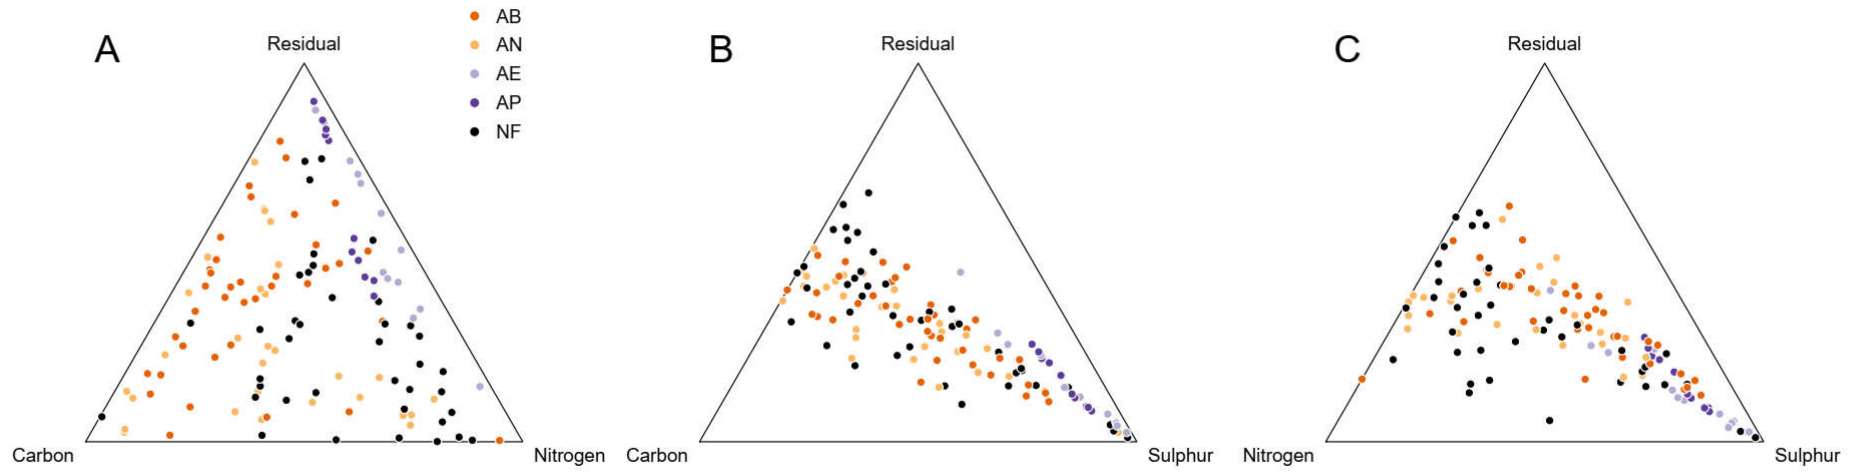 A
Residual
AB
AN
AE
AP
NF
Carbon
Nitrogen
B
Residual
Carbon
Sulphur
C
Residual
Nitrogen
Sulphur